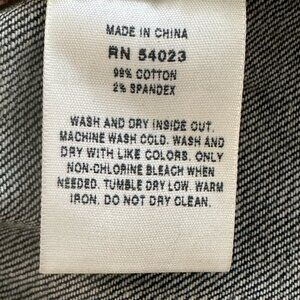 MADE IN CHINA
RN 54023
98% COTTON
2% SPANDEX
WASH AND DRY INSIDE OUT.
MACHINE WASH COLD. WASH AND
DRY WITH LIKE COLORS. ONLY
NON-CHLORINE BLEACH WHEN
NEEDED. TUMBLE DRY LOW. WARM
IRON. DO NOT DRY CLEAN.